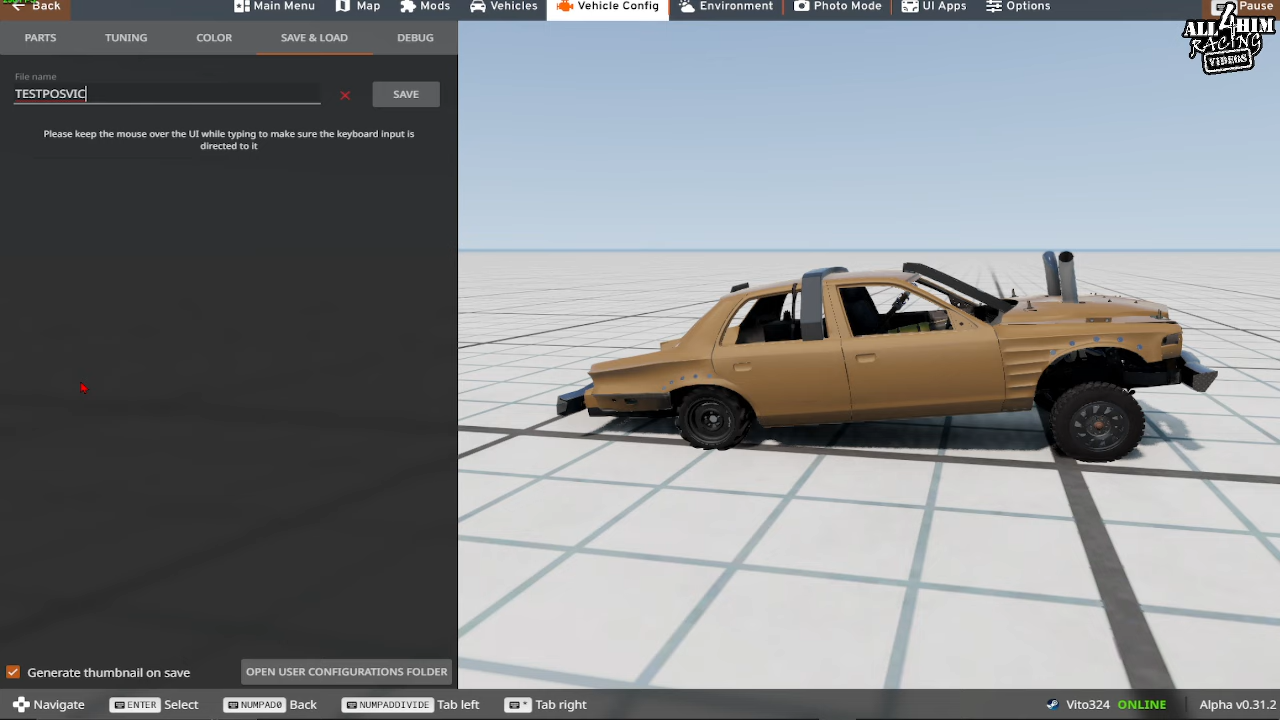 Back
Main Menu
Map
Mods
Vehicles
Vehicle Config
Environment
Photo Mode
UI Apps
Options
Pause
ALL 4 HIM
RACING
VIDEOS
PARTS
TUNING
COLOR
SAVE & LOAD
DEBUG
File name
TESTPOSVIC
SAVE
Please keep the mouse over the UI while typing to make sure the keyboard input is
directed to it
Generate thumbnail on save
OPEN USER CONFIGURATIONS FOLDER
Navigate
ENTER Select
NUMPAD0 Back
NUMPADDIVIDE Tab left
* Tab right
Vito324 ONLINE
Alpha v0.31.2